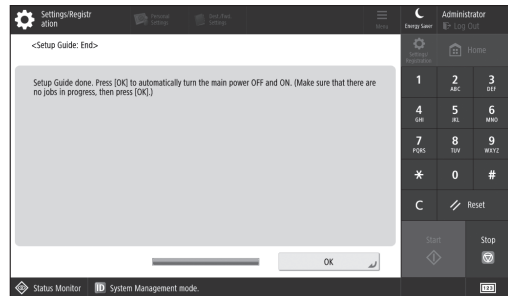 Settings/Registr
ation
Personal
Settings
Dest./Fwd.
Settings
Menu
Energy Saver
Administrator
Log Out
<Setup Guide: End>
Settings/
Registration
Home
Setup Guide done. Press [OK] to automatically turn the main power OFF and ON. (Make sure that there are
no jobs in progress, then press [OK].)
1
2
ABC
3
DEF
4
GHI
5
JKL
6
MNO
7
PQRS
8
TUV
9
WXYZ
*
0
#
C
Reset
Start
Stop
OK
Status Monitor
ID System Management mode.
123